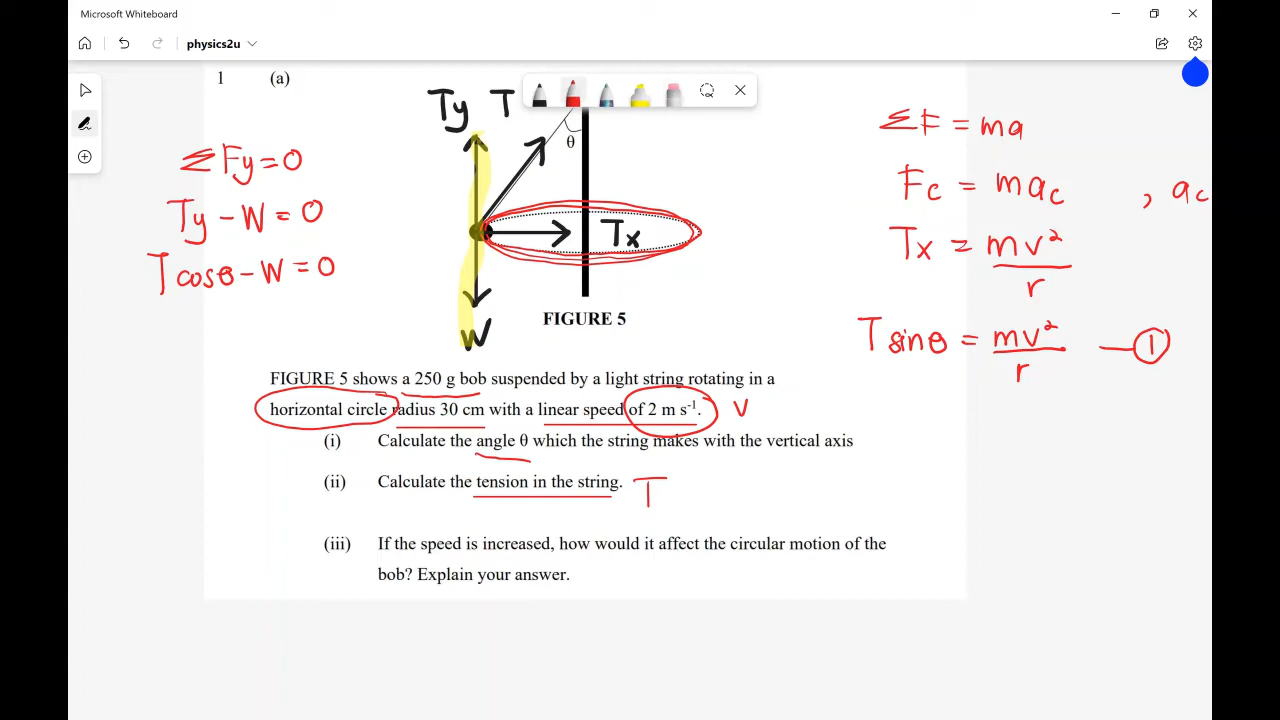 Microsoft Whiteboard
physics2u
1 (a)
Ty T
θ
Tx
W
ΣFy = 0
Ty - W = 0
T cosθ - W = 0
ΣF = ma
Fc = mac , ac
Tx = mv²/r
T sinθ = mv²/r —①
FIGURE 5
FIGURE 5 shows a 250 g bob suspended by a light string rotating in a
horizontal circle radius 30 cm with a linear speed of 2 m s⁻¹. v
(i) Calculate the angle θ which the string makes with the vertical axis
(ii) Calculate the tension in the string. T
(iii) If the speed is increased, how would it affect the circular motion of the
bob? Explain your answer.